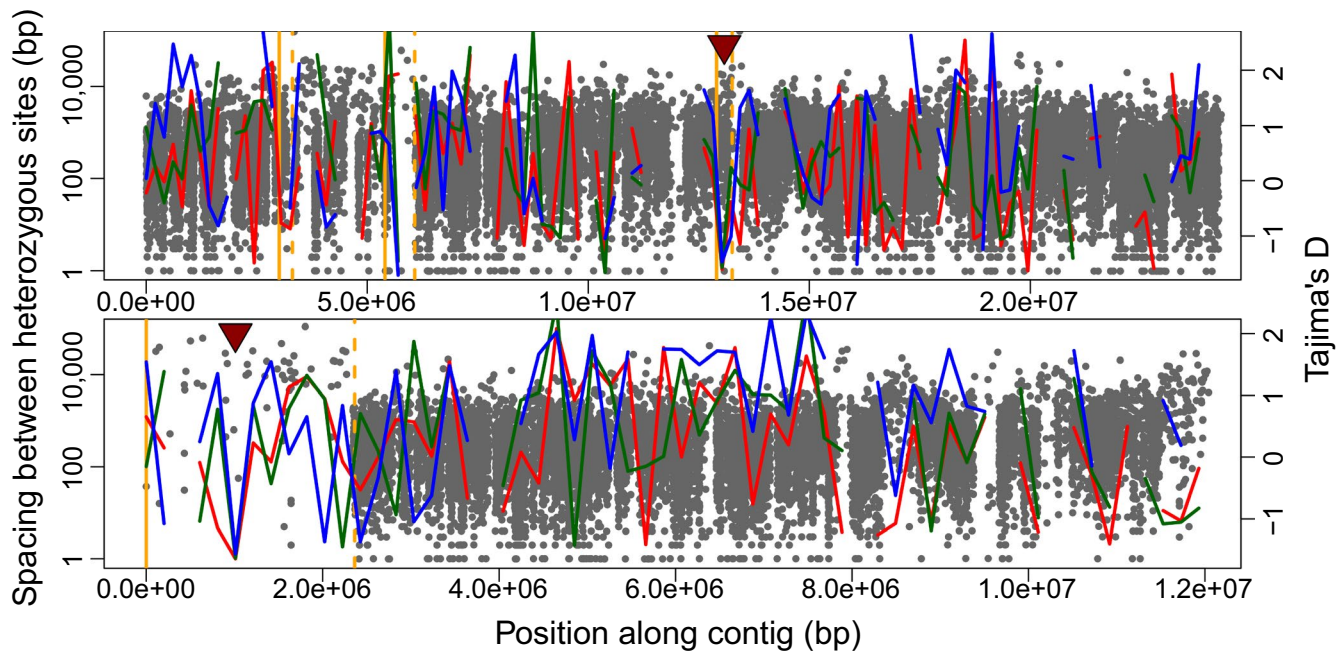 Spacing between heterozygous sites (bp)
0,000
100
1
2
1
0
−1
0.0e+00 5.0e+06 1.0e+07 1.5e+07 2.0e+07
Tajima's D
10,000
100
1
2
1
0
−1
0.0e+00 2.0e+06 4.0e+06 6.0e+06 8.0e+06 1.0e+07 1.2e+07
Position along contig (bp)